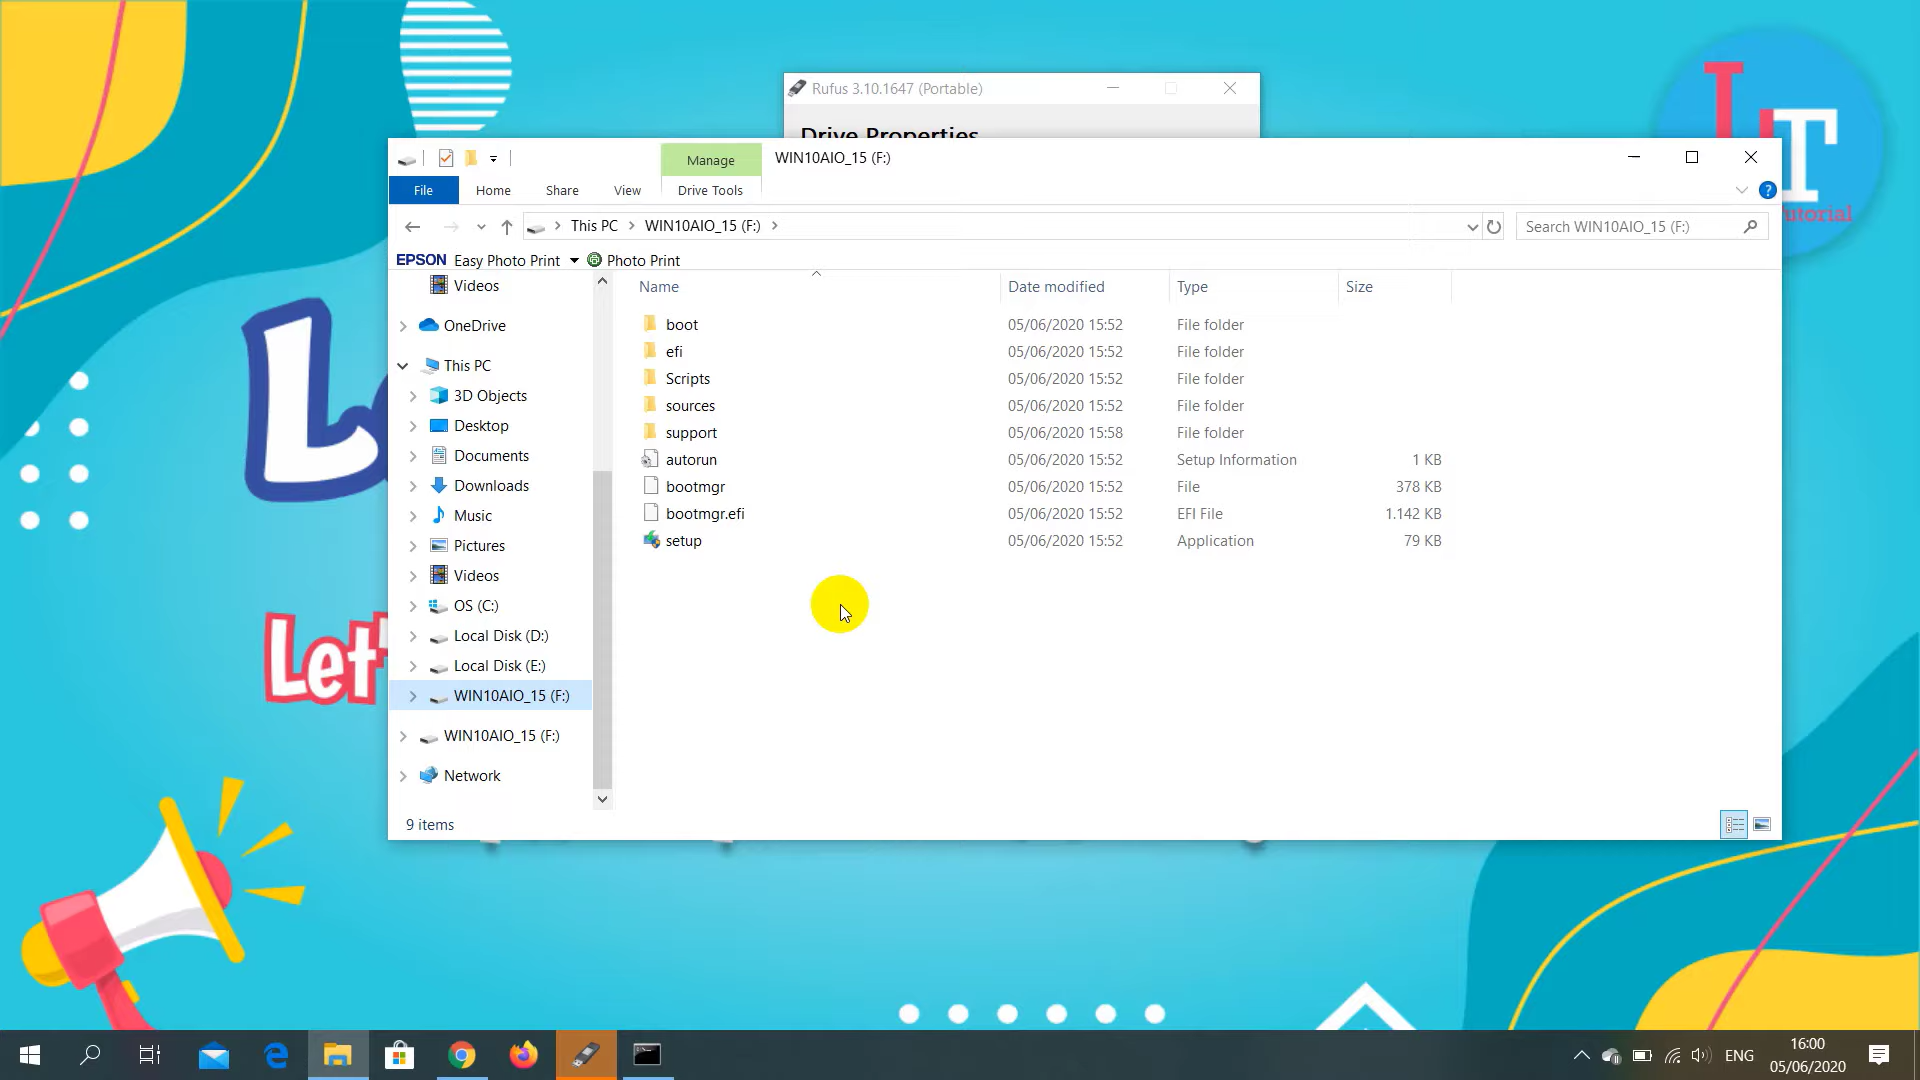 Rufus 3.10.1647 (Portable)
Drive Properties
Manage
WIN10AIO_15 (F:)
File
Home
Share
View
Drive Tools
This PC
WIN10AIO_15 (F:)
Search WIN10AIO_15 (F:)
EPSON Easy Photo Print
Photo Print
Name
Date modified
Type
Size
Videos
OneDrive
This PC
3D Objects
Desktop
Documents
Downloads
Music
Pictures
Videos
OS (C:)
Local Disk (D:)
Local Disk (E:)
WIN10AIO_15 (F:)
WIN10AIO_15 (F:)
Network
boot 05/06/2020 15:52 File folder
efi 05/06/2020 15:52 File folder
Scripts 05/06/2020 15:52 File folder
sources 05/06/2020 15:52 File folder
support 05/06/2020 15:58 File folder
autorun 05/06/2020 15:52 Setup Information 1 KB
bootmgr 05/06/2020 15:52 File 378 KB
bootmgr.efi 05/06/2020 15:52 EFI File 1.142 KB
setup 05/06/2020 15:52 Application 79 KB
9 items
Let'
ENG
16:00
05/06/2020